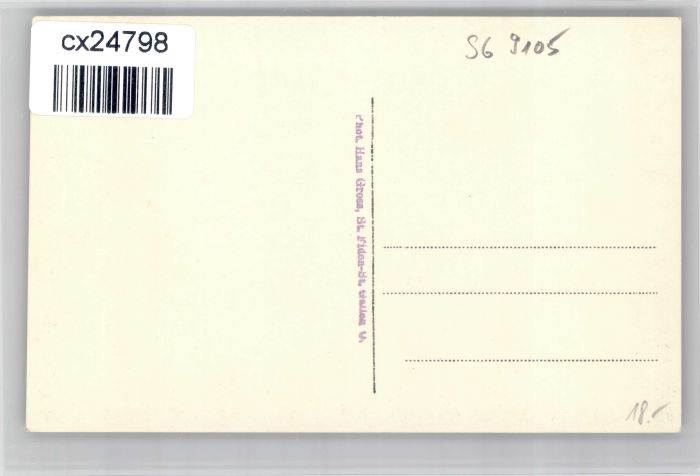 cx24798
SG 9105
Phot. Hans Gross, St. Fiden-St. Gallen O.
18.-